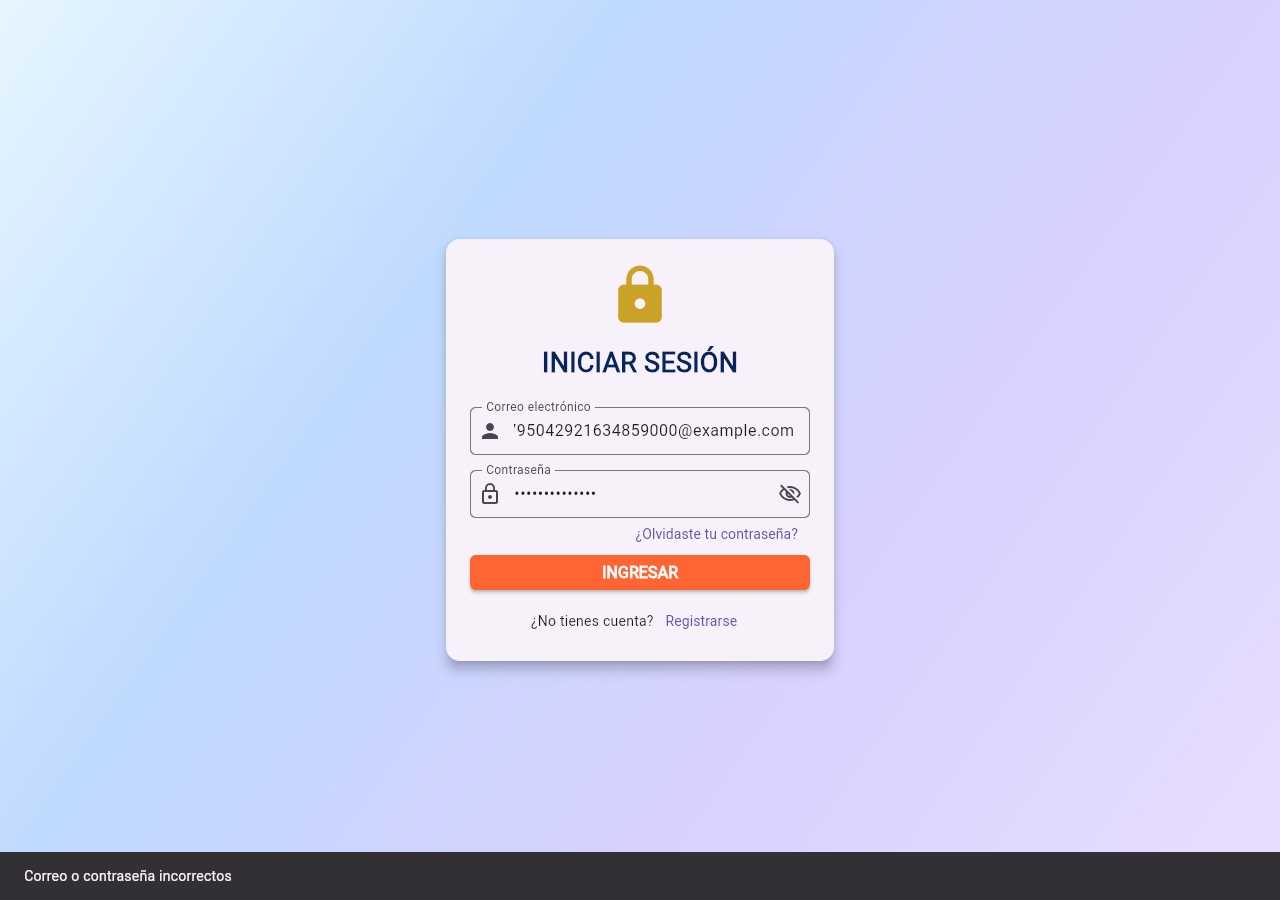 INICIAR SESIÓN
Correo electrónico
95042921634859000@example.com
Contraseña
••••••••••••••
¿Olvidaste tu contraseña?
INGRESAR
¿No tienes cuenta? Registrarse
Correo o contraseña incorrectos